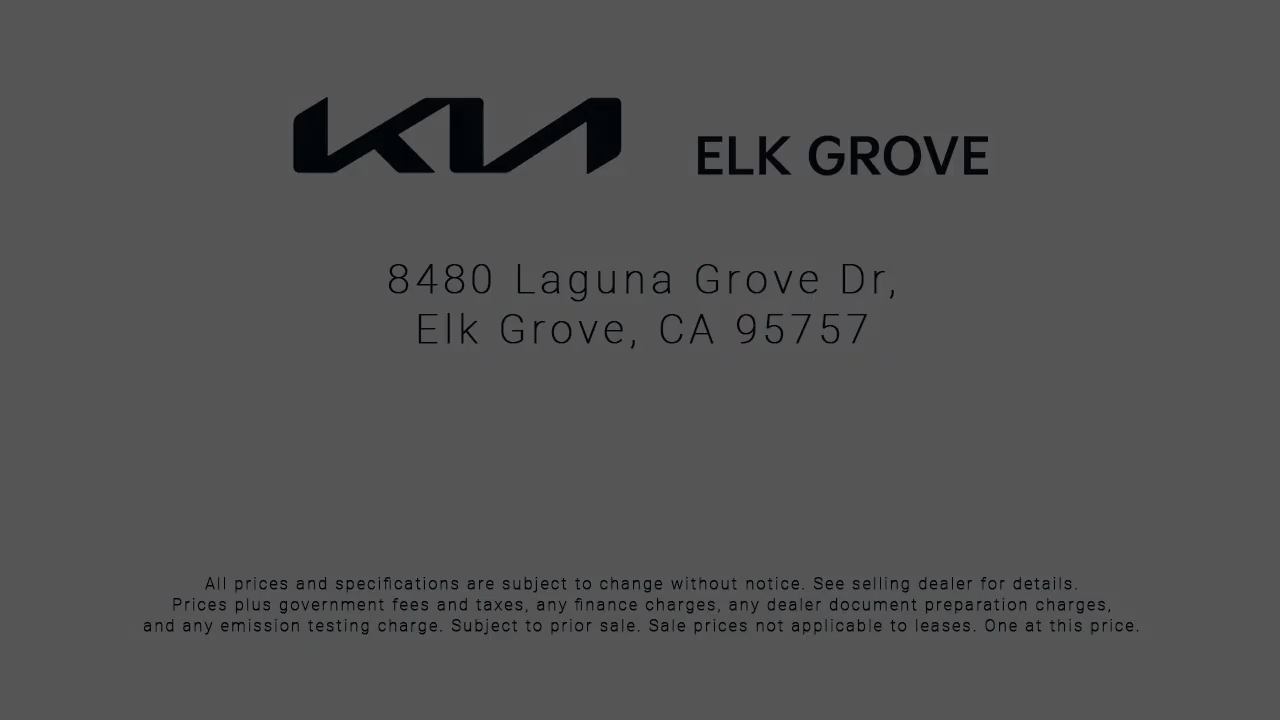 KIA ELK GROVE
8480 Laguna Grove Dr,
Elk Grove, CA 95757
All prices and specifications are subject to change without notice. See selling dealer for details.
Prices plus government fees and taxes, any finance charges, any dealer document preparation charges,
and any emission testing charge. Subject to prior sale. Sale prices not applicable to leases. One at this price.